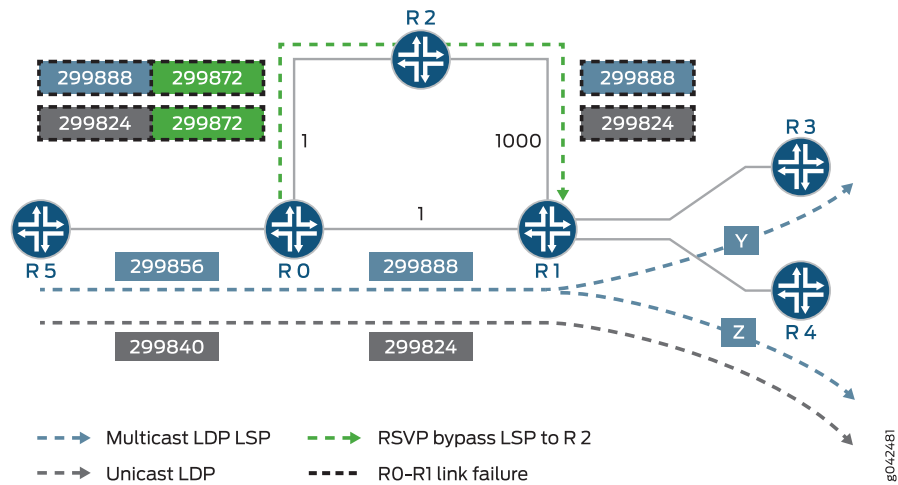 R 2
299888 299872 299888
299824 299872 299824
1 1000
R 3
1
R 5 R 0 R 1
299856 299888
Y
R 4
Z
299840 299824
Multicast LDP LSP RSVP bypass LSP to R 2
Unicast LDP R0-R1 link failure
g042481